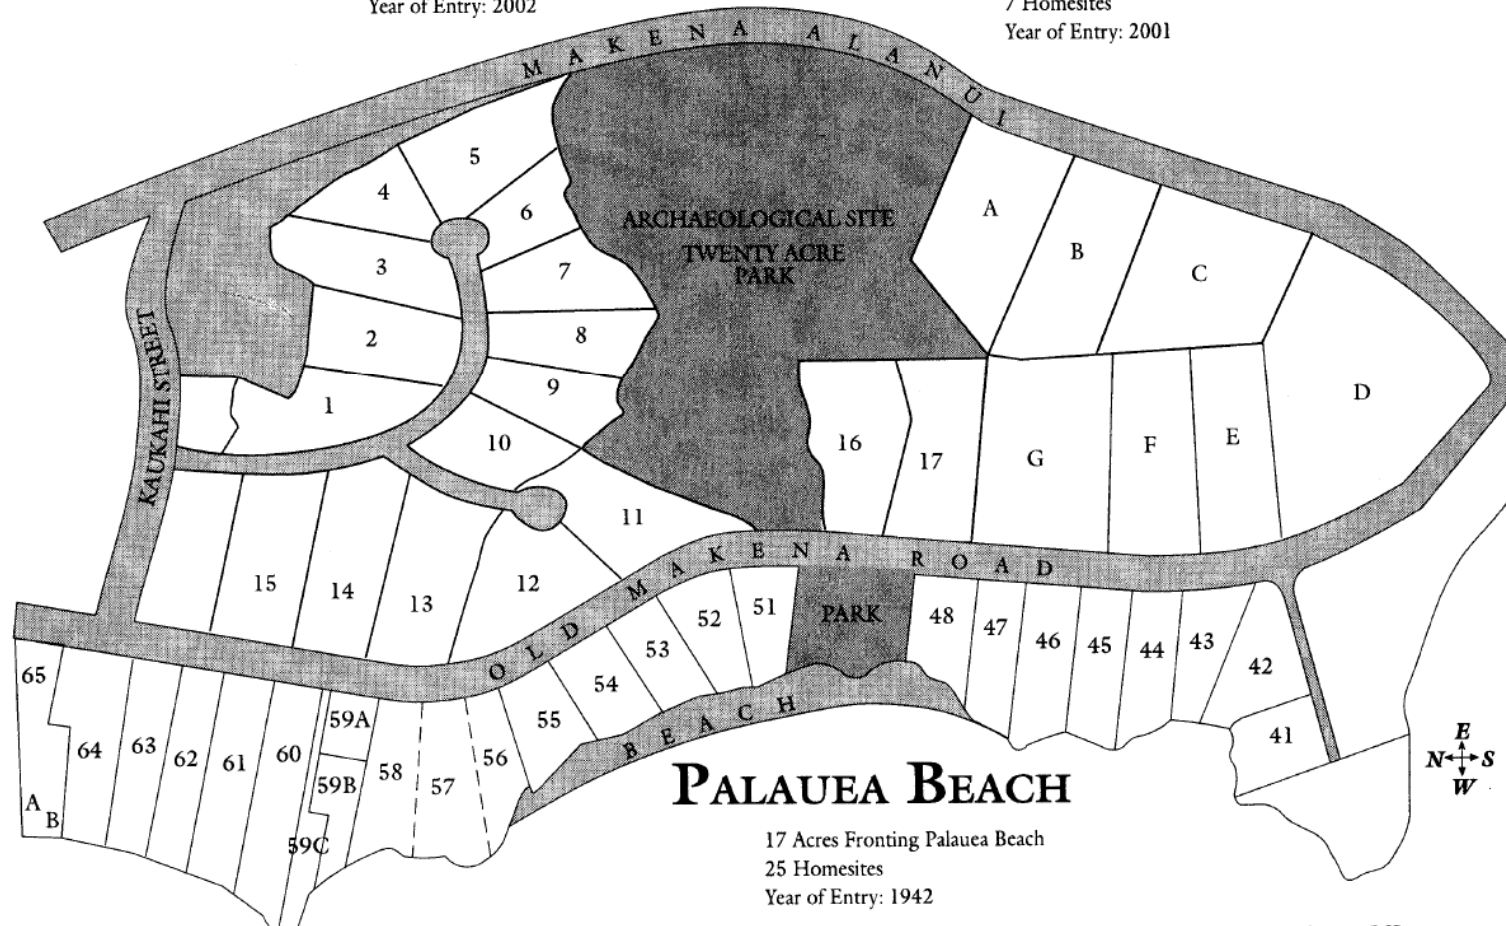 Year of Entry: 2002
7 Homesites
Year of Entry: 2001
MAKENA ALANUI
5
4
6
3
7
2
8
1
9
10
11
12
13
14
15
ARCHAEOLOGICAL SITE
TWENTY ACRE
PARK
A
B
C
D
E
F
G
16
17
KAUKAHI STREET
OLD MAKENA ROAD
PARK
BEACH
65
A
B
64
63
62
61
60
59A
59B
59C
58
57
56
55
54
53
52
51
48
47
46
45
44
43
42
41
E
N S
W
PALAUEA BEACH
17 Acres Fronting Palauea Beach
25 Homesites
Year of Entry: 1942